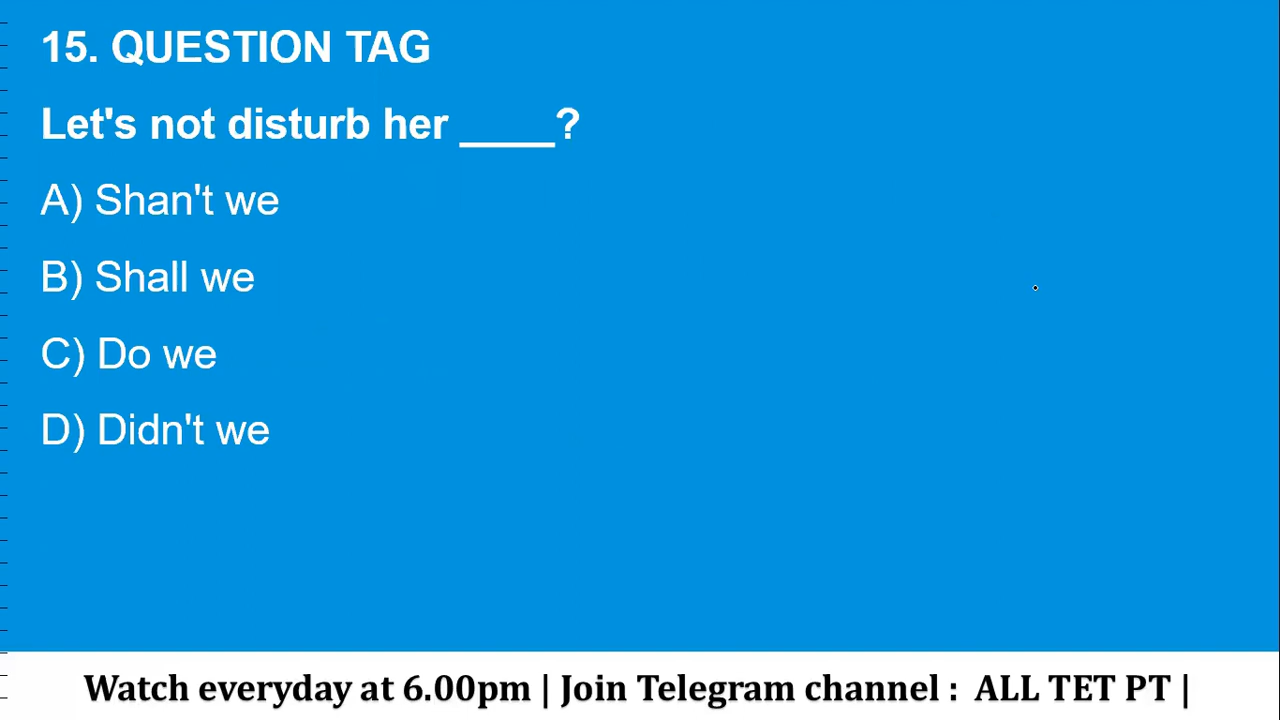 15. QUESTION TAG
Let's not disturb her ____?
A) Shan't we
B) Shall we
C) Do we
D) Didn't we
Watch everyday at 6.00pm | Join Telegram channel : ALL TET PT |